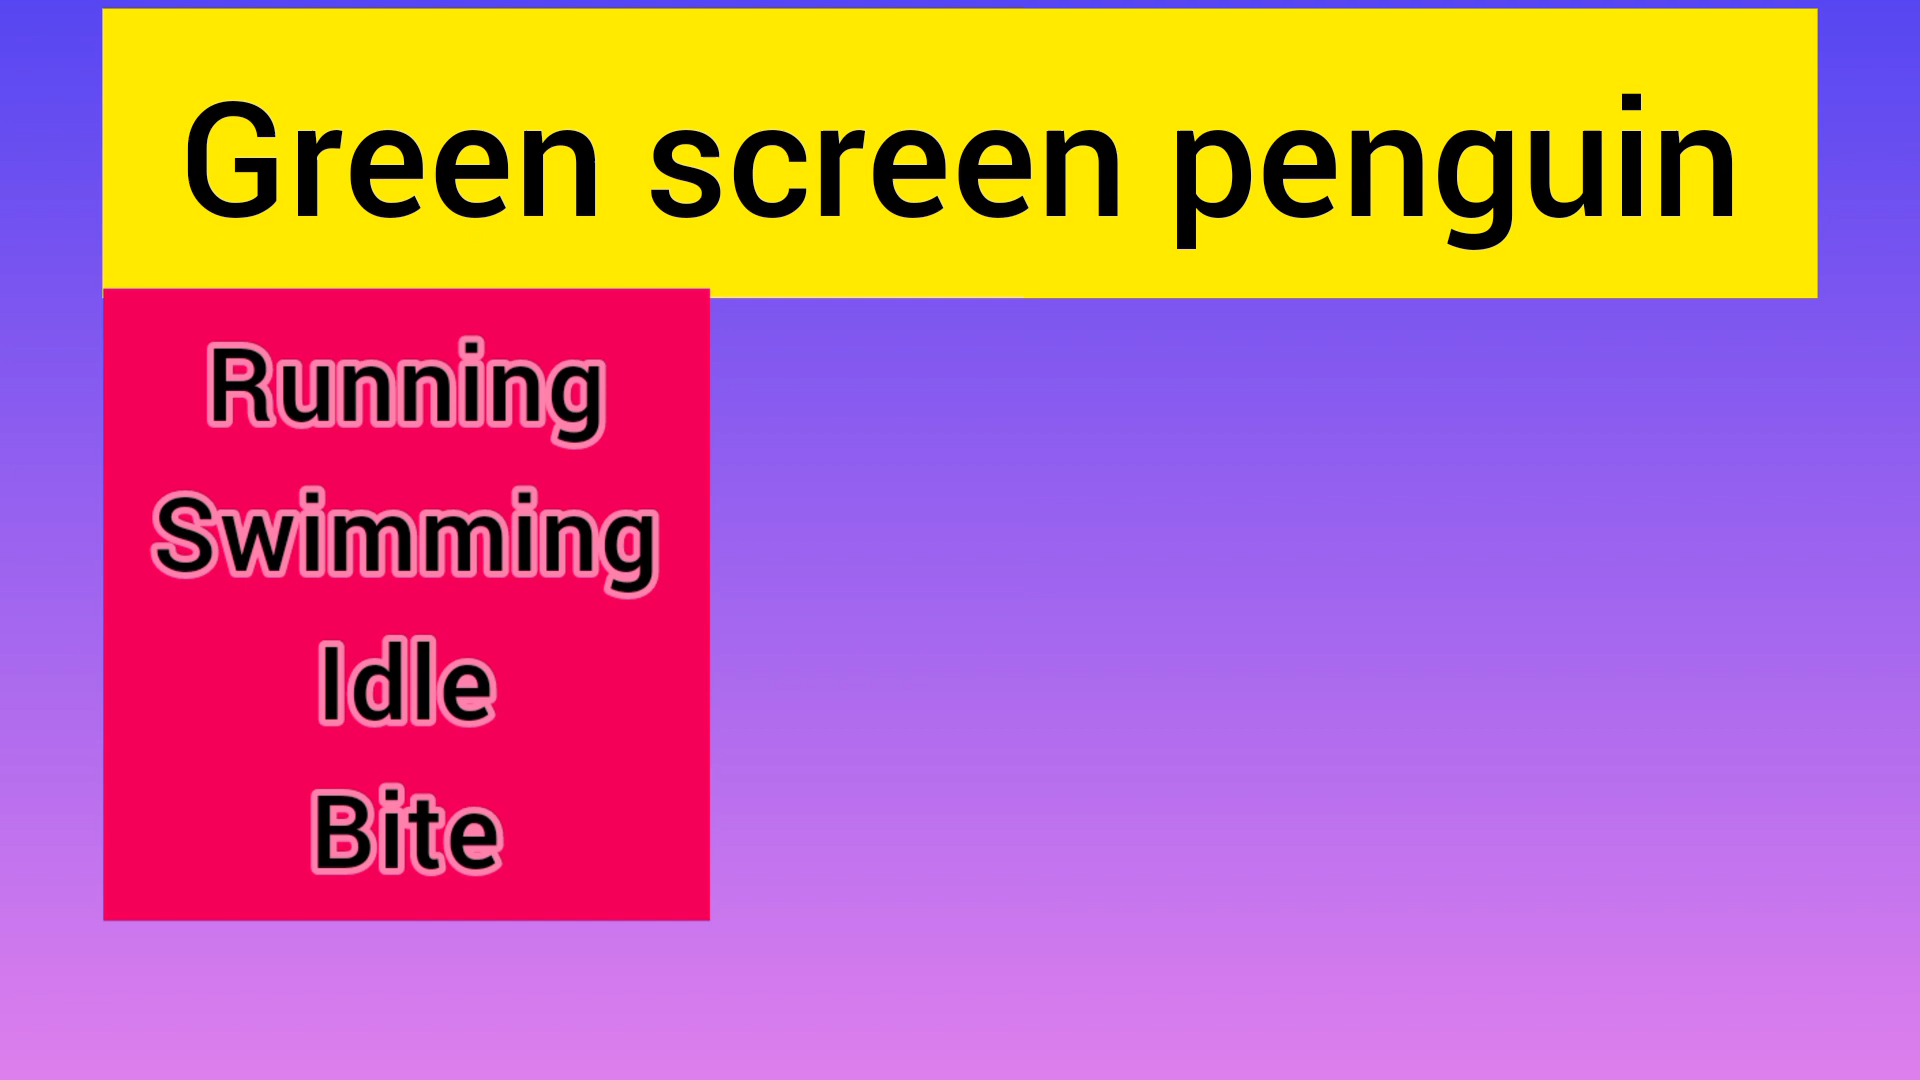 Green screen penguin
Running
Swimming
Idle
Bite